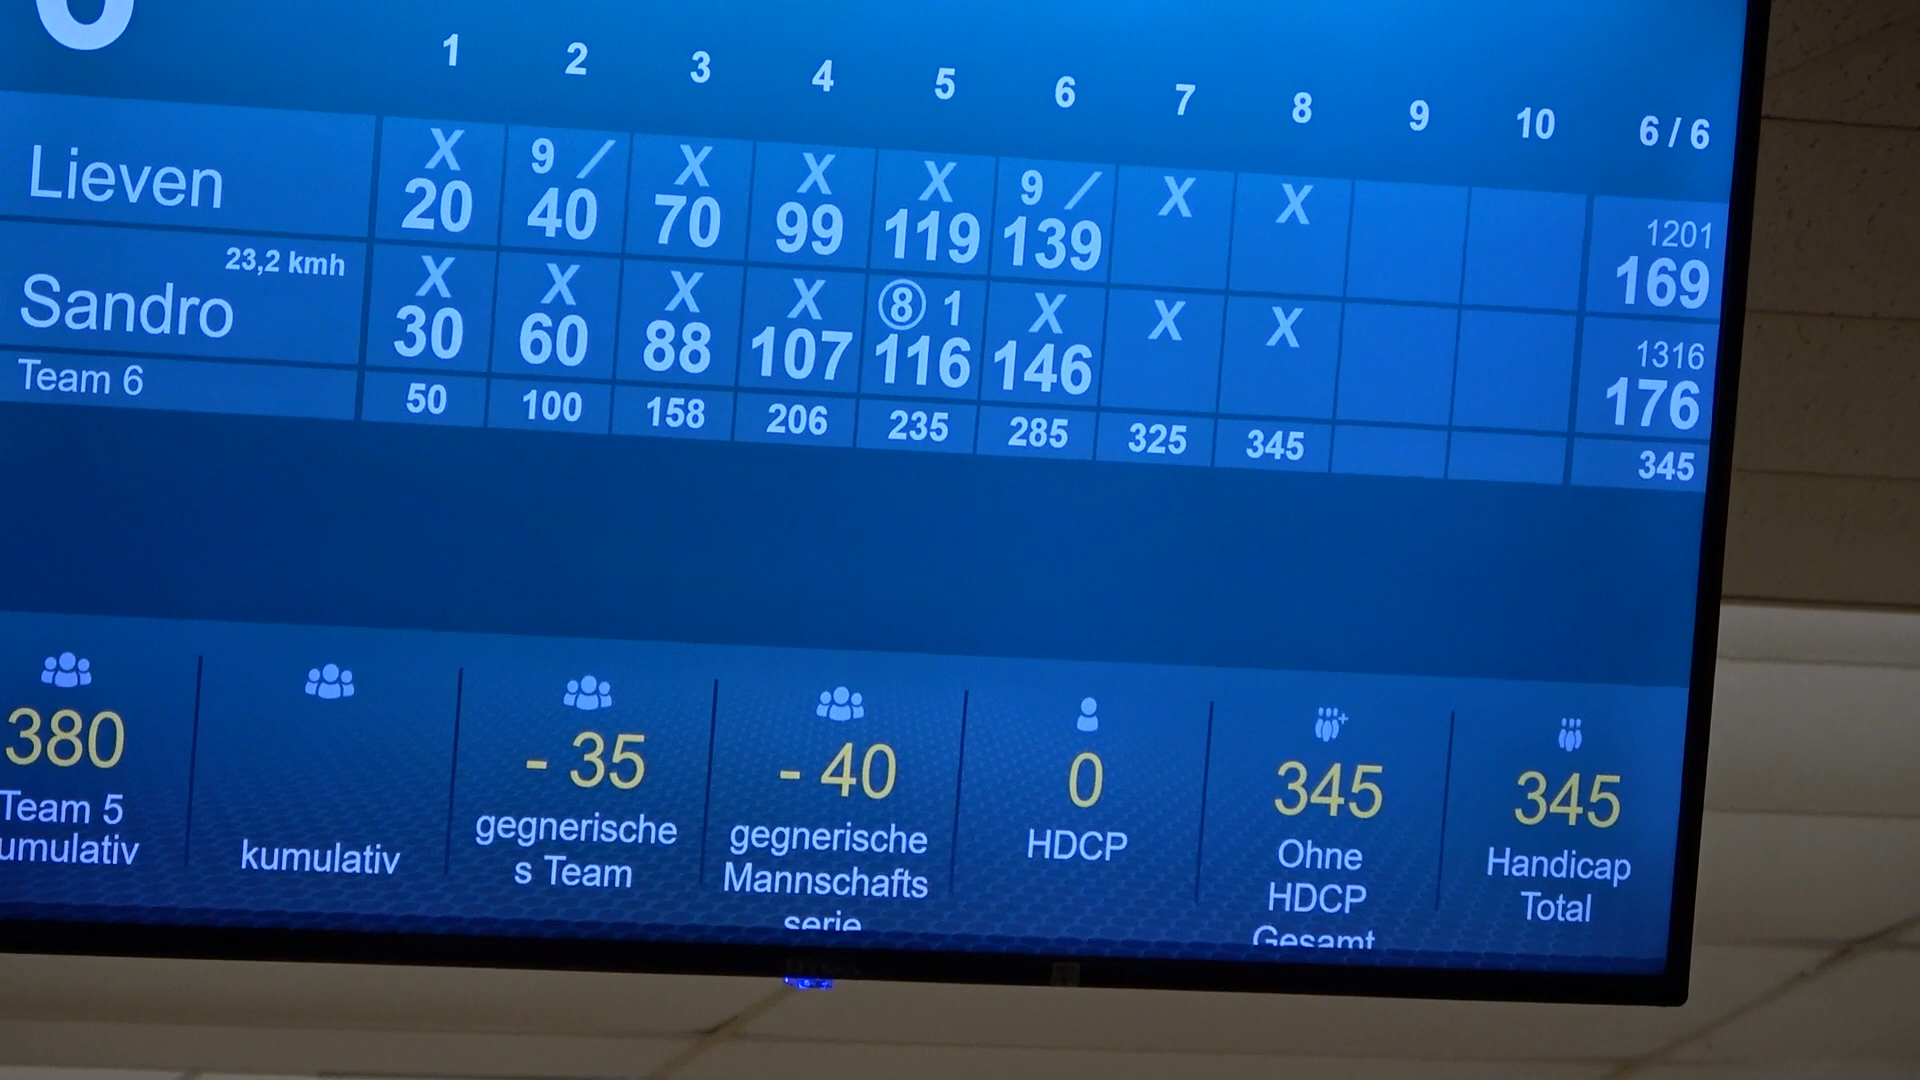 1 2 3 4 5 6 7 8 9 10 6 / 6
X 9 / X X X 9 / X X 1201
Lieven 20 40 70 99 119 139 169
23,2 kmh X X X X 8 1 X X X 1316
Sandro 30 60 88 107 116 146 176
Team 6 50 100 158 206 235 285 325 345 345
380
Team 5
umulativ
kumulativ
- 35
gegnerische
s Team
- 40
gegnerische
Mannschafts
serie
0
HDCP
345
Ohne
HDCP
Gesamt
345
Handicap
Total